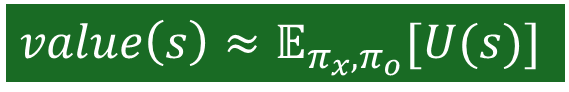 value(s) ≈ 𝔼_{π_x,π_o}[U(s)]